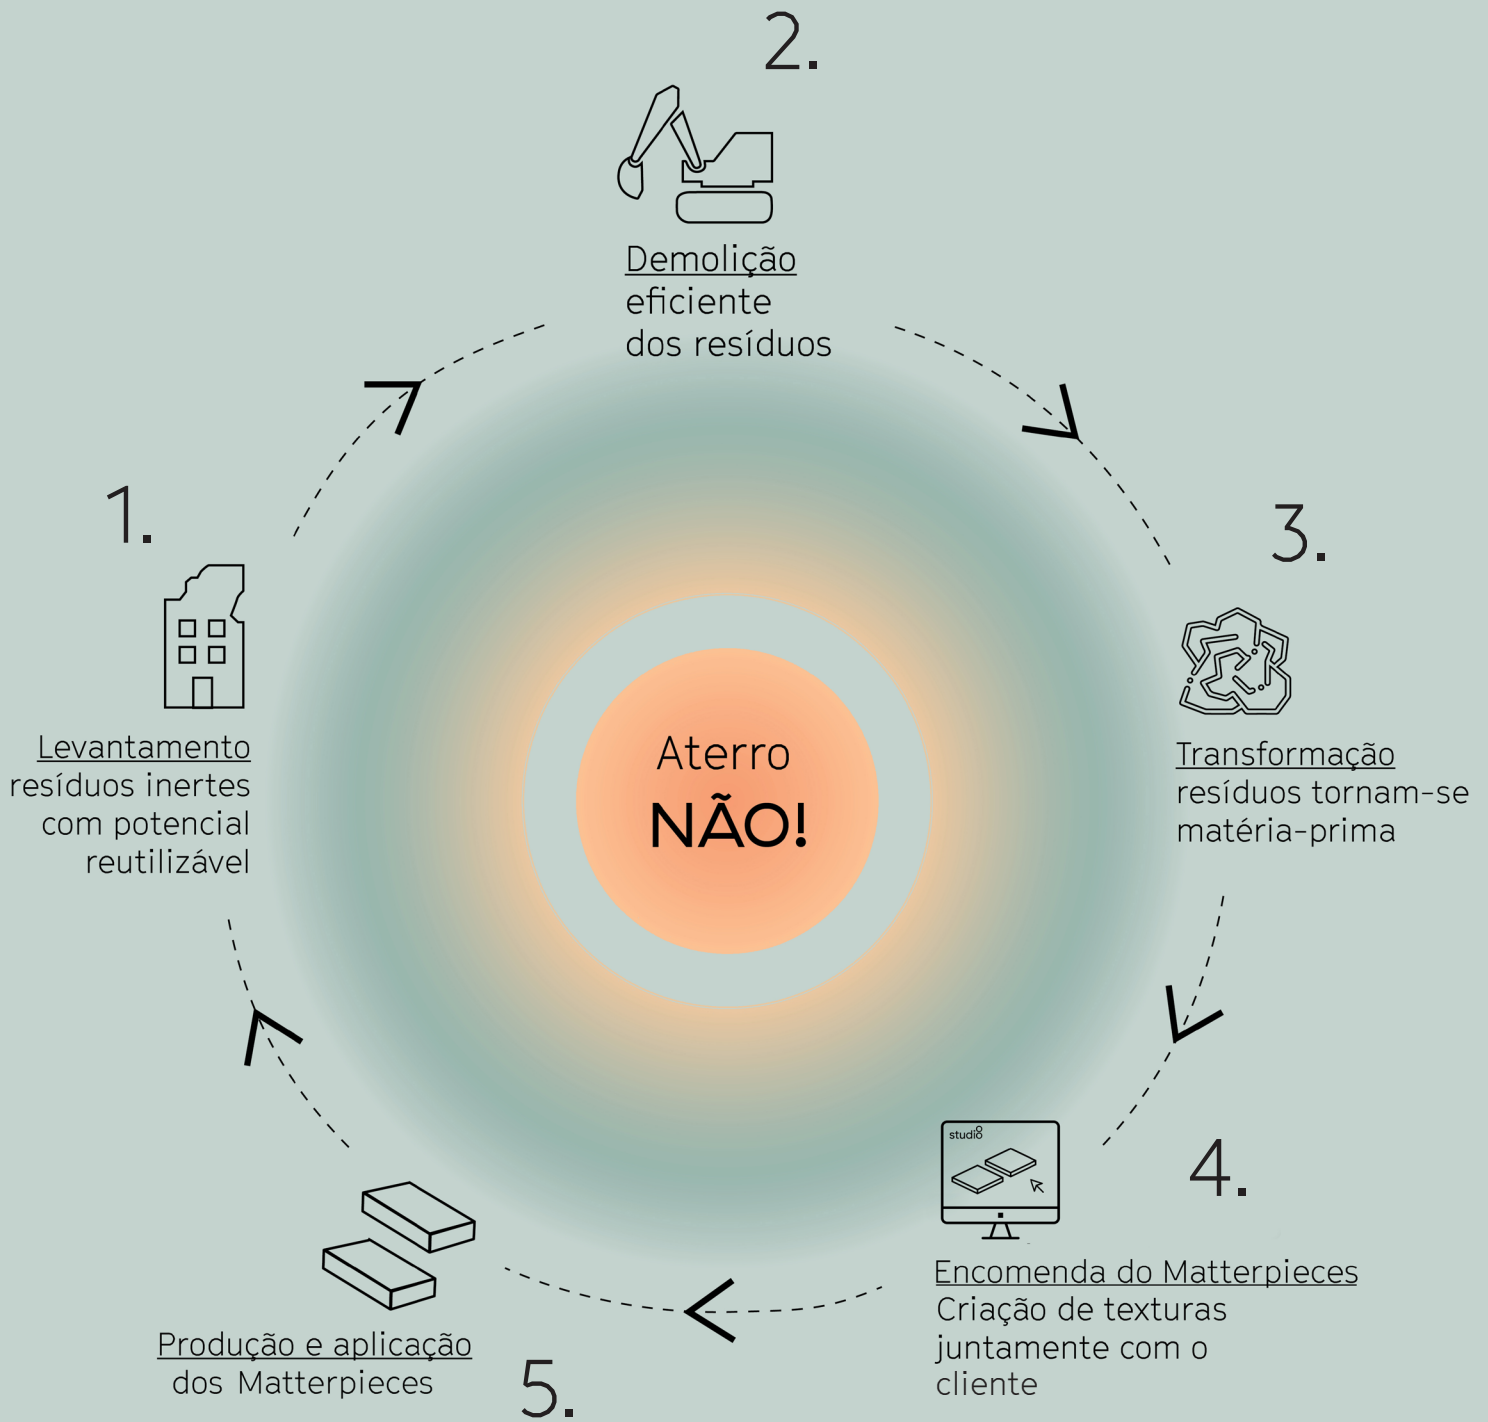 1.
Levantamento
resíduos inertes
com potencial
reutilizável
2.
Demolição
eficiente
dos resíduos
3.
Transformação
resíduos tornam-se
matéria-prima
4.
studio
Encomenda do Matterpieces
Criação de texturas
juntamente com o
cliente
5.
Produção e aplicação
dos Matterpieces
Aterro
NÃO!